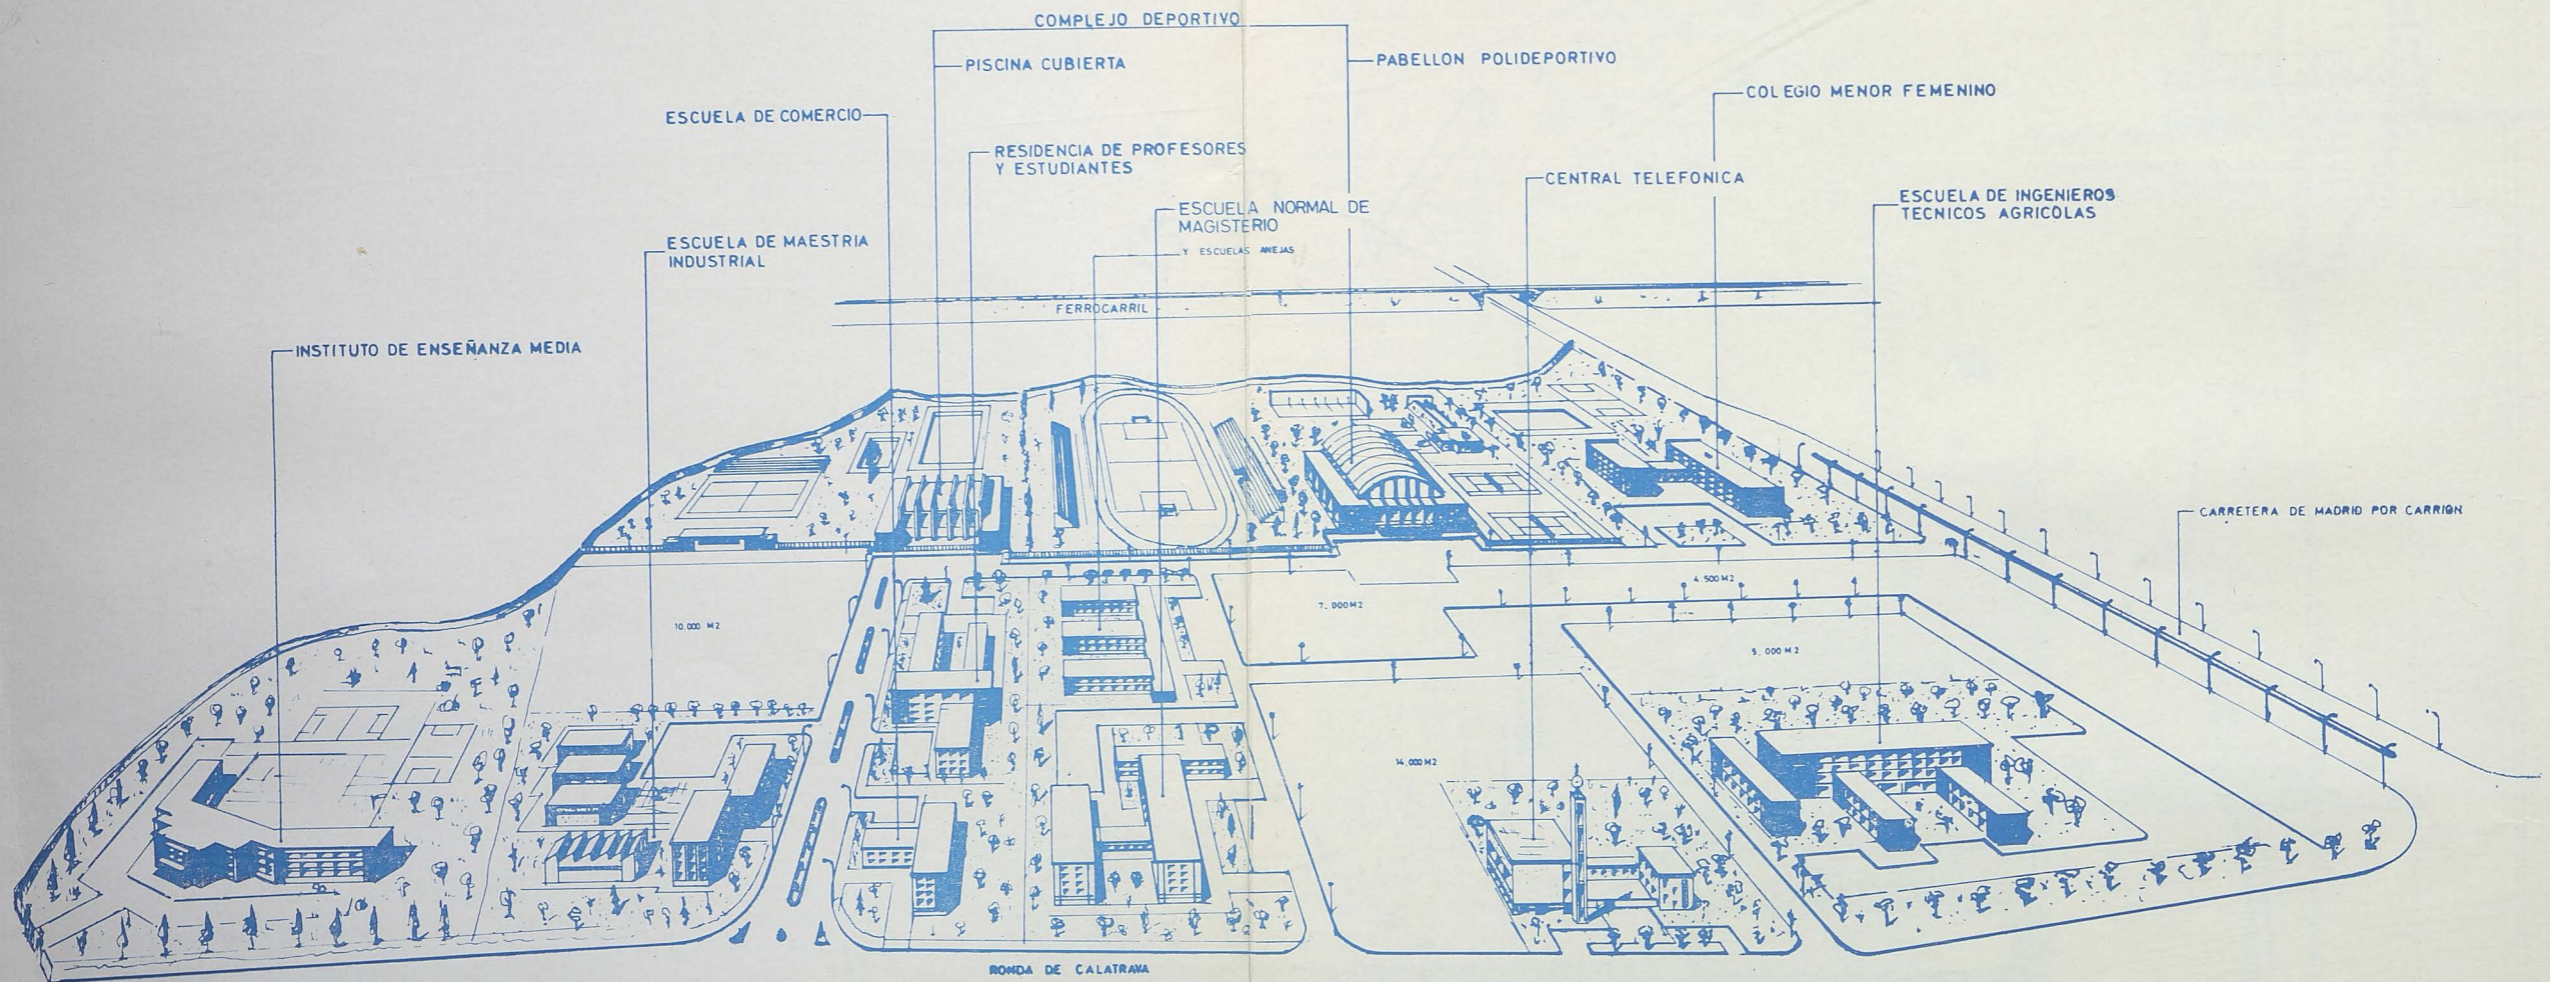 COMPLEJO DEPORTIVO
PISCINA CUBIERTA
PABELLON POLIDEPORTIVO
COLEGIO MENOR FEMENINO
ESCUELA DE COMERCIO
RESIDENCIA DE PROFESORES
Y ESTUDIANTES
CENTRAL TELEFONICA
ESCUELA DE INGENIEROS
TECNICOS AGRICOLAS
ESCUELA NORMAL DE
MAGISTERIO
Y ESCUELAS ANEJAS
ESCUELA DE MAESTRIA
INDUSTRIAL
FERROCARRIL
INSTITUTO DE ENSEÑANZA MEDIA
CARRETERA DE MADRID POR CARRION
4.500 M2
7.000 M2
10.000 M2
5.000 M2
14.000 M2
RONDA DE CALATRAVA